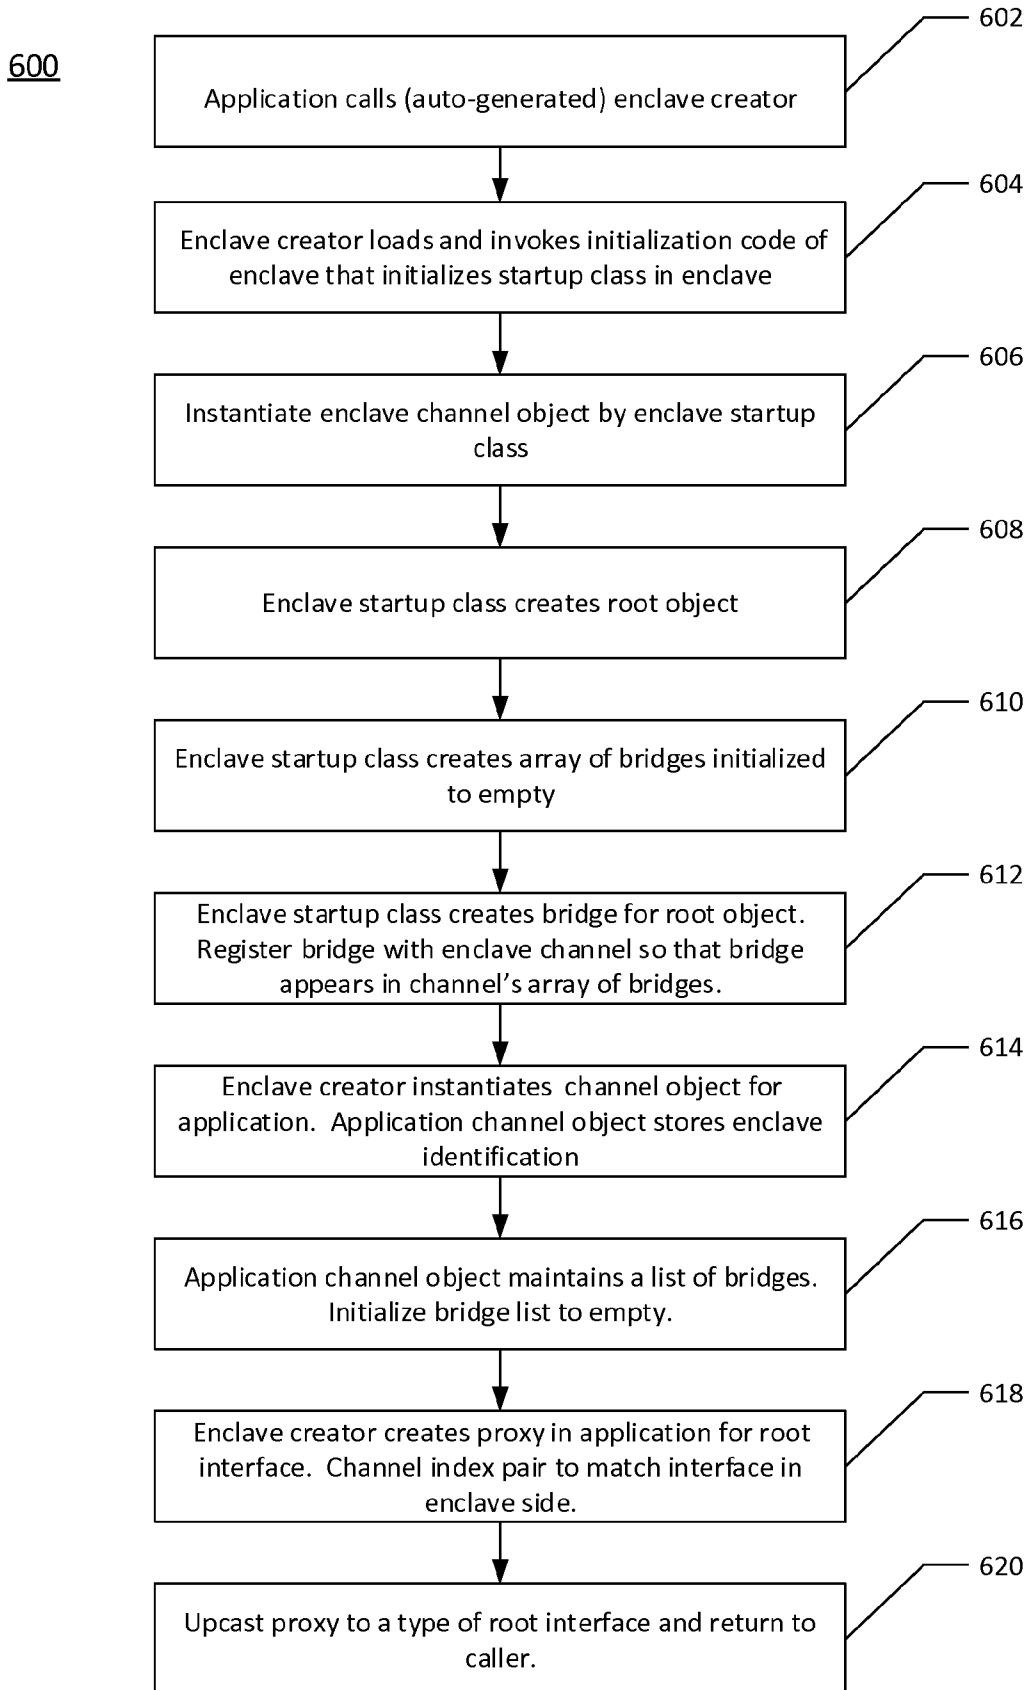 602
600
Application calls (auto-generated) enclave creator
604
Enclave creator loads and invokes initialization code of
enclave that initializes startup class in enclave
606
Instantiate enclave channel object by enclave startup
class
608
Enclave startup class creates root object
610
Enclave startup class creates array of bridges initialized
to empty
612
Enclave startup class creates bridge for root object.
Register bridge with enclave channel so that bridge
appears in channel’s array of bridges.
614
Enclave creator instantiates channel object for
application. Application channel object stores enclave
identification
616
Application channel object maintains a list of bridges.
Initialize bridge list to empty.
618
Enclave creator creates proxy in application for root
interface. Channel index pair to match interface in
enclave side.
620
Upcast proxy to a type of root interface and return to
caller.